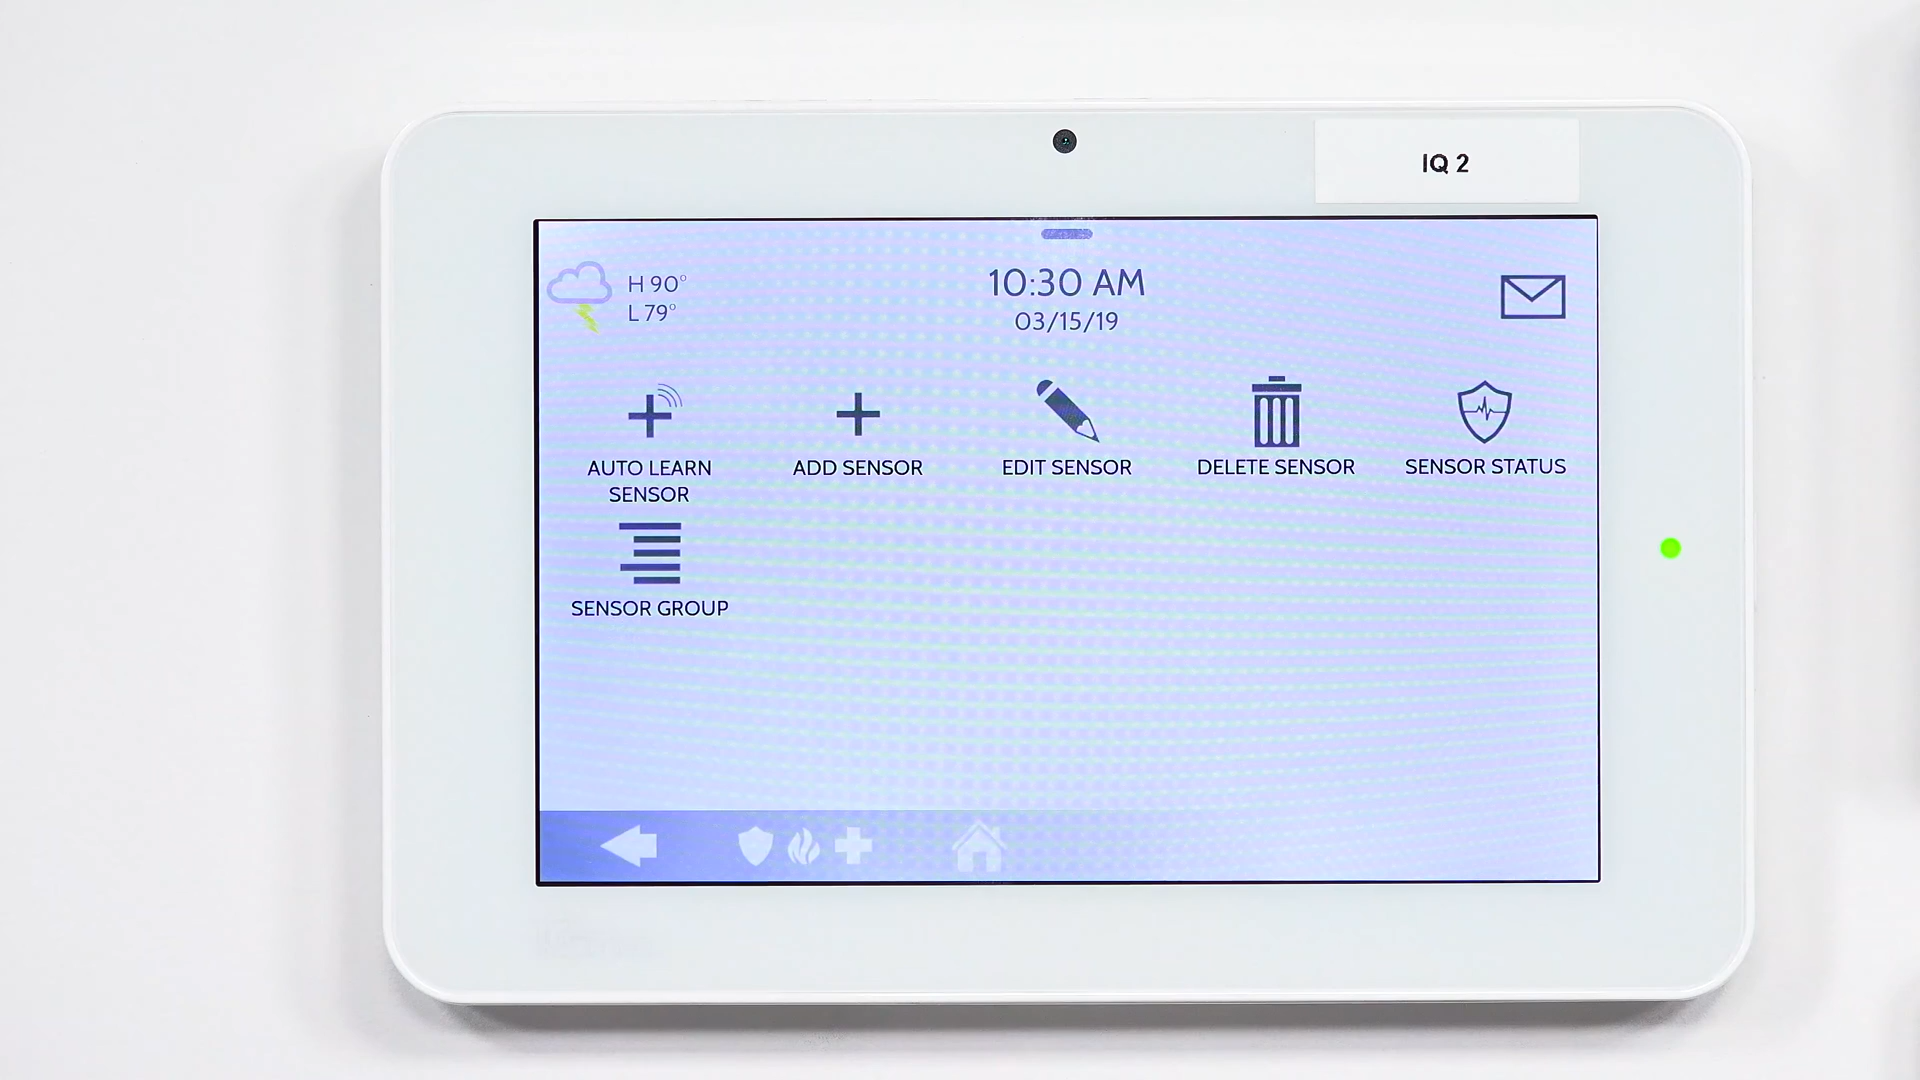 IQ 2
H 90°
L 79°
10:30 AM
03/15/19
AUTO LEARN
SENSOR
ADD SENSOR
EDIT SENSOR
DELETE SENSOR
SENSOR STATUS
SENSOR GROUP